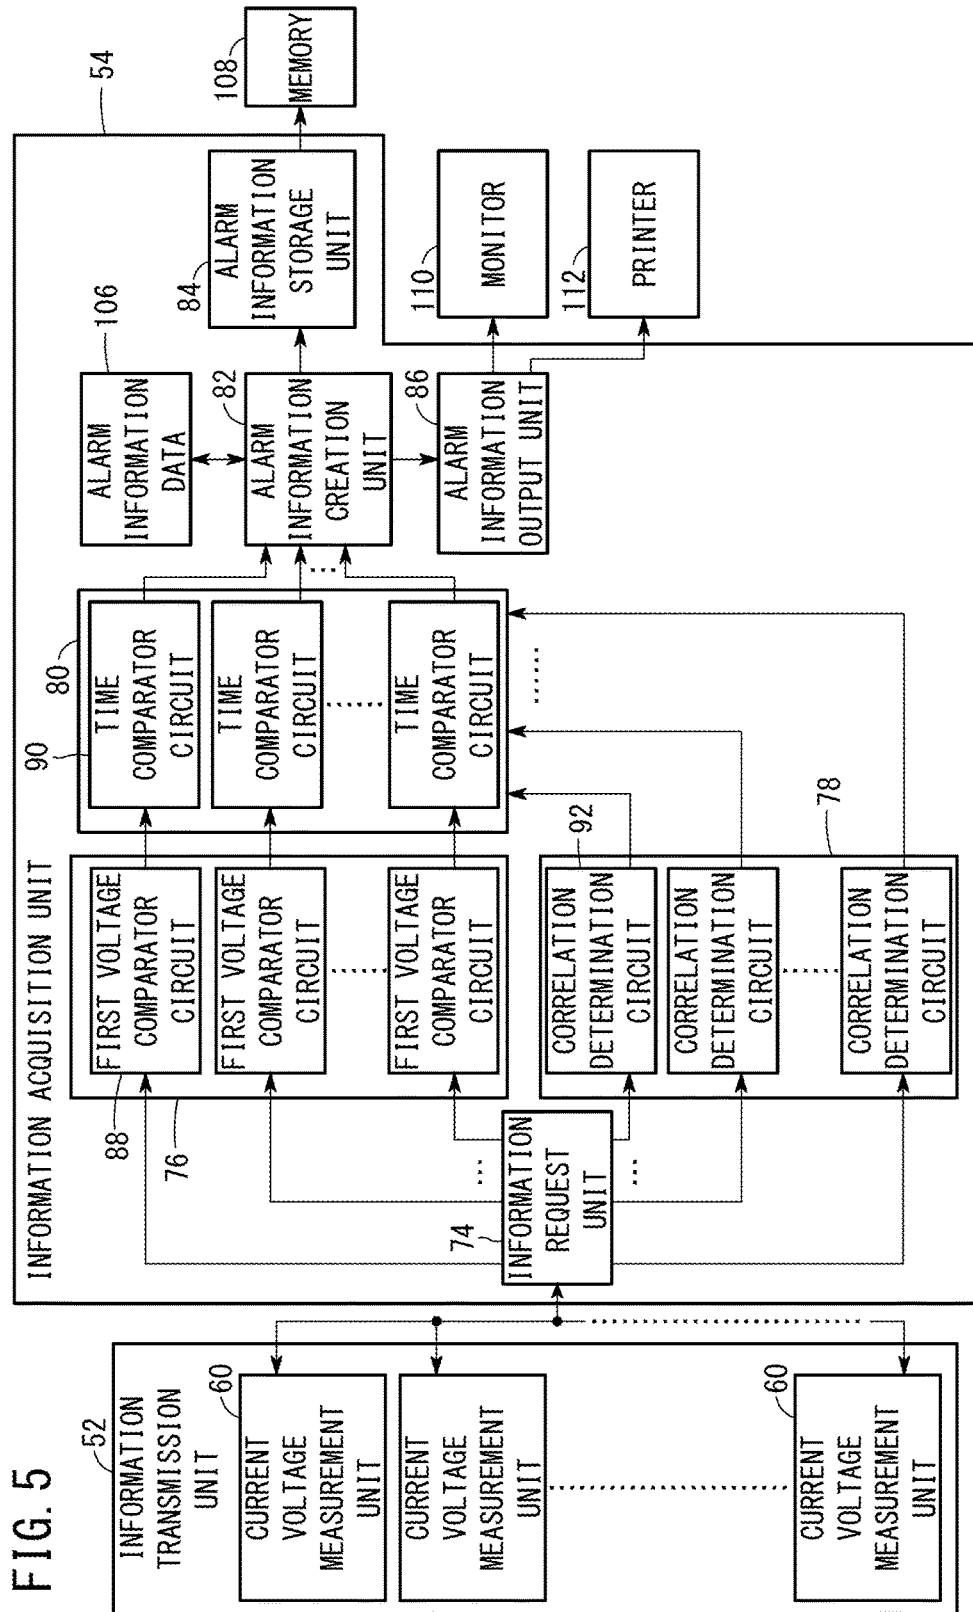 FIG. 5
52
INFORMATION
TRANSMISSION
UNIT
60
CURRENT
VOLTAGE
MEASUREMENT
UNIT
CURRENT
VOLTAGE
MEASUREMENT
UNIT
60
CURRENT
VOLTAGE
MEASUREMENT
UNIT
INFORMATION ACQUISITION UNIT
54
74
INFORMATION
REQUEST
UNIT
76
88
FIRST VOLTAGE
COMPARATOR
CIRCUIT
FIRST VOLTAGE
COMPARATOR
CIRCUIT
FIRST VOLTAGE
COMPARATOR
CIRCUIT
78
92
CORRELATION
DETERMINATION
CIRCUIT
CORRELATION
DETERMINATION
CIRCUIT
CORRELATION
DETERMINATION
CIRCUIT
80
90
TIME
COMPARATOR
CIRCUIT
TIME
COMPARATOR
CIRCUIT
TIME
COMPARATOR
CIRCUIT
106
ALARM
INFORMATION
DATA
82
ALARM
INFORMATION
CREATION
UNIT
86
ALARM
INFORMATION
OUTPUT UNIT
84
ALARM
INFORMATION
STORAGE
UNIT
108
MEMORY
110
MONITOR
112
PRINTER